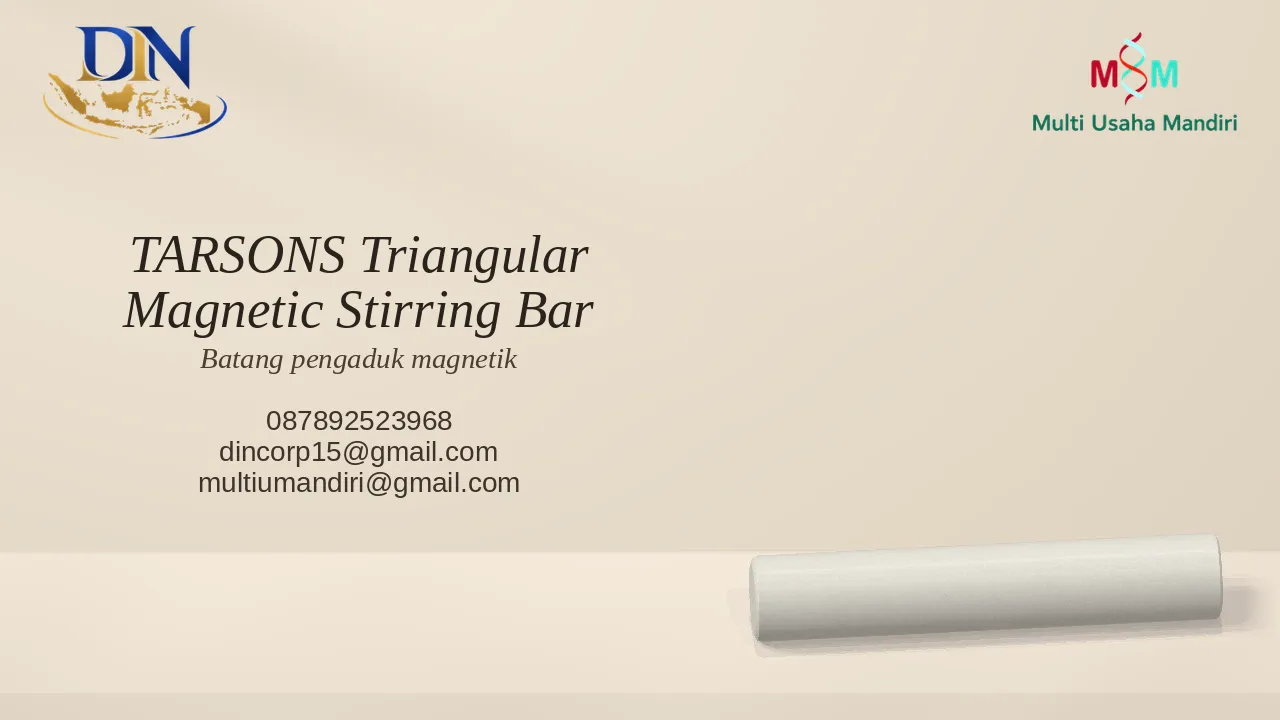 DN
M M
Multi Usaha Mandiri
TARSONS Triangular
Magnetic Stirring Bar
Batang pengaduk magnetik
087892523968
dincorp15@gmail.com
multiumandiri@gmail.com